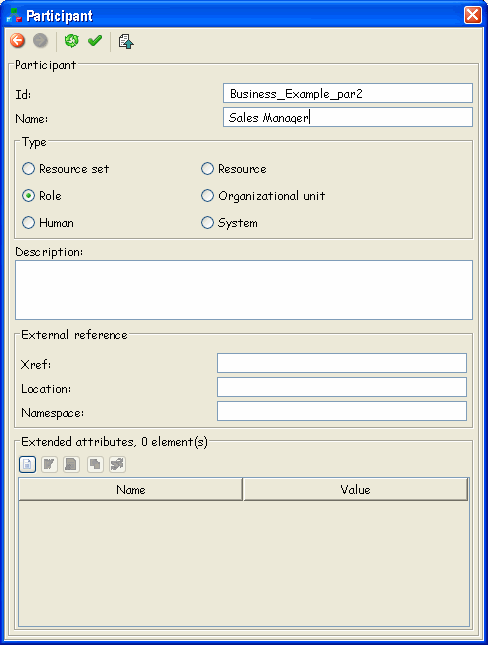 Participant
Participant
Id: Business_Example_par2
Name: Sales Manager
Type
Resource set Resource
Role Organizational unit
Human System
Description:
External reference
Xref:
Location:
Namespace:
Extended attributes, 0 element(s)
Name Value